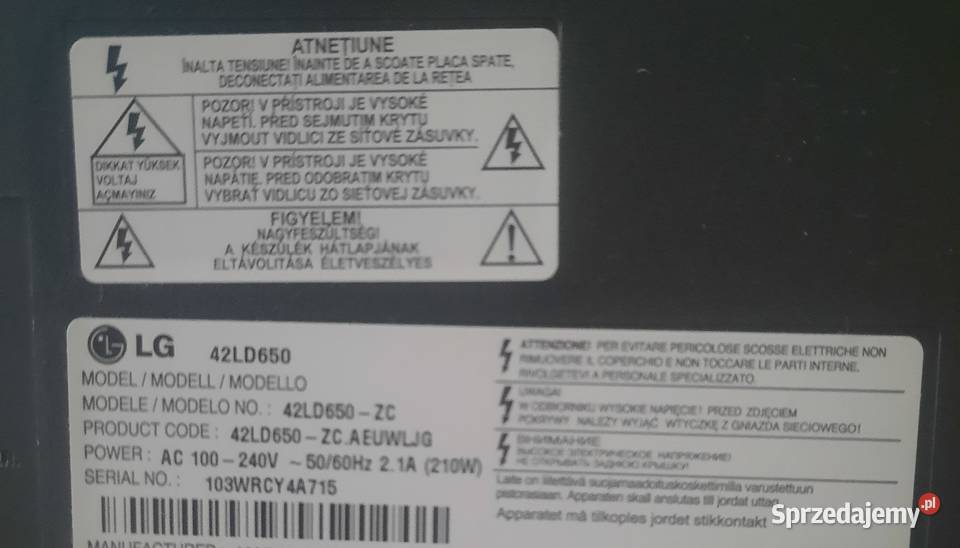 ATNEȚIUNE
ÎNALTA TENSIUNE! ÎNAINTE DE A SCOATE PLACA SPATE,
DECONECTAȚI ALIMENTAREA DE LA REȚEA
POZOR! V PŘÍSTROJI JE VYSOKÉ
NAPETÍ. PŘED SEJMUTIM KRYTU
VYJMOUT VIDLICI ZE SÍŤOVÉ ZÁSUVKY.
DIKKAT YÜKSEK
VOLTAJ
AÇMAYINIZ
POZOR! V PRÍSTROJI JE VYSOKÉ
NAPÁTIE. PRED ODOBRATIM KRYTU
VYBRAŤ VIDLICU ZO SIEŤOVEJ ZÁSUVKY.
FIGYELEM!
NAGYFESZÜLTSÉG!
A KÉSZÜLÉK HÁTLAPJÁNAK
ELTÁVOLITÁSA ÉLETVESZÉLYES
LG 42LD650
MODEL / MODELL / MODELLO
MODELE / MODELO NO. : 42LD650-ZC
PRODUCT CODE : 42LD650-ZC.AEUWLJG
POWER : AC 100-240V ~50/60Hz 2.1A (210W)
SERIAL NO. : 103WRCY4A715
ATTENZIONE! PER EVITARE PERICOLOSE SCOSSE ELETTRICHE NON
RIMUOVERE IL COPERCHIO E NON TOCCARE LE PARTI INTERNE.
RIVOLGETEVI A PERSONALE SPECIALIZZATO.
UWAGA!
W ODBIORNIKU WYSOKIE NAPIĘCIE! PRZED ZDJĘCIEM
POKRYWY NALEŻY WYJĄĆ WTYCZKĘ Z GNIAZDA SIECIOWEGO!
ВНИМАНИЕ
ВЫСОКОЕ ЭЛЕКТРИЧЕСКОЕ НАПРЯЖЕНИЕ!
НЕ ОТКРЫВАТЬ ЗАДНЮЮ КРЫШКУ!
Laite on liitettävä suojamaadoituskoskettimilla varustettuun
pistorasiaan. Apparaten skall anslutas till jordat uttag
Apparatet må tilkoples jordet stikkontakt
Sprzedajemy.pl